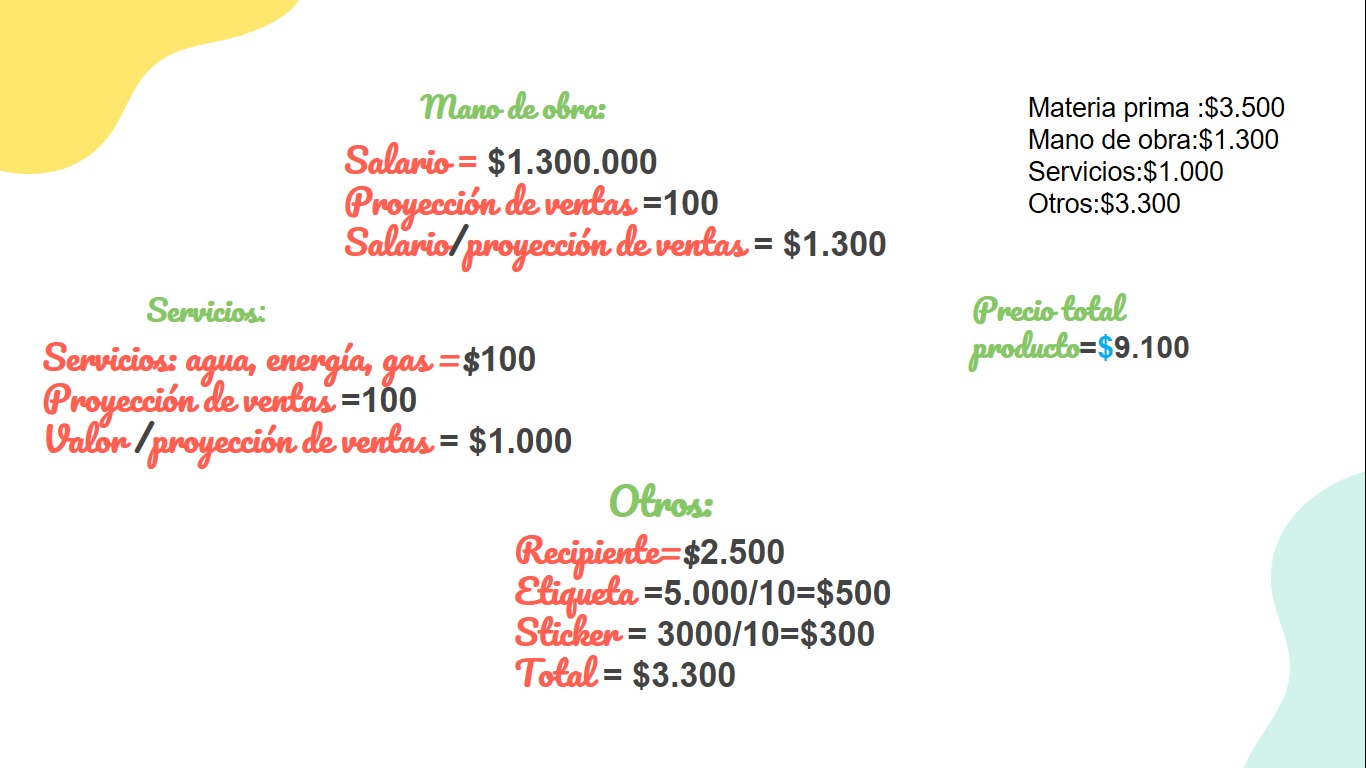 Mano de obra:
Salario = $1.300.000
Proyección de ventas =100
Salario/proyección de ventas = $1.300
Materia prima :$3.500
Mano de obra:$1.300
Servicios:$1.000
Otros:$3.300
Servicios:
Servicios: agua, energía, gas =$100
Proyección de ventas =100
Valor /proyección de ventas = $1.000
Precio total
producto=$9.100
Otros:
Recipiente=$2.500
Etiqueta =5.000/10=$500
Sticker = 3000/10=$300
Total = $3.300